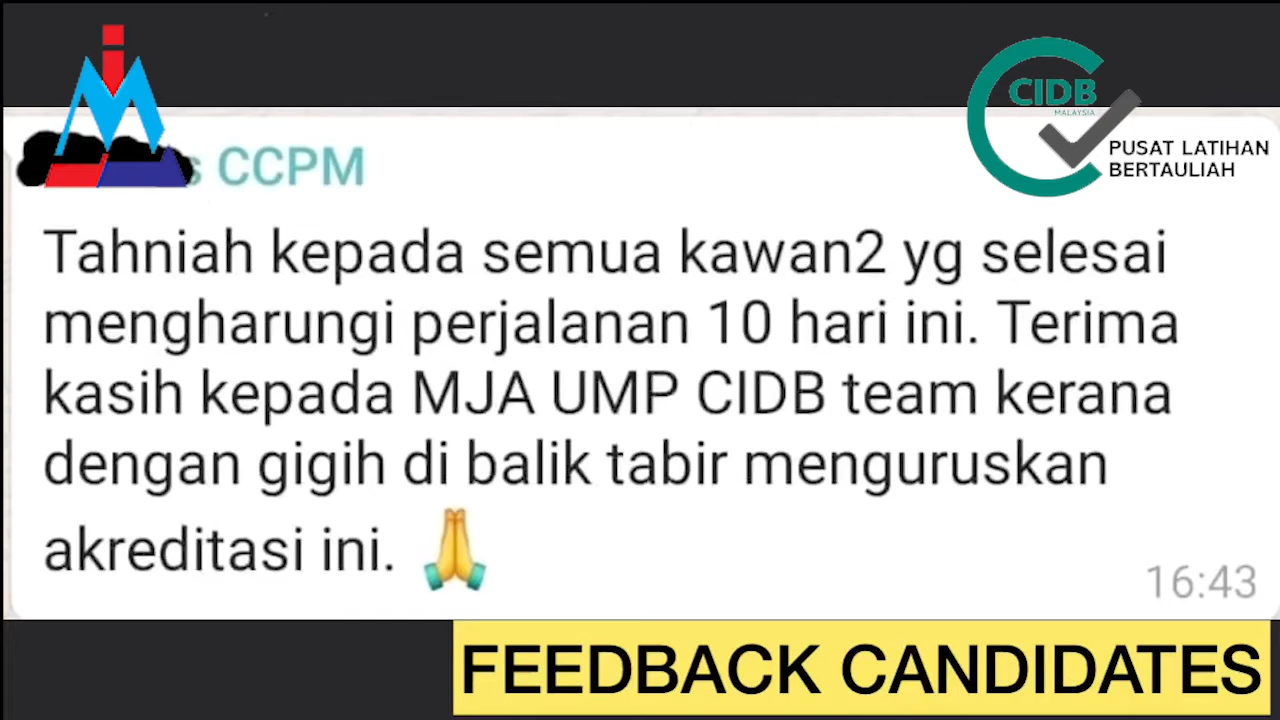 CIDB
MALAYSIA
PUSAT LATIHAN
BERTAULIAH
CCPM
Tahniah kepada semua kawan2 yg selesai
mengharungi perjalanan 10 hari ini. Terima
kasih kepada MJA UMP CIDB team kerana
dengan gigih di balik tabir menguruskan
akreditasi ini. 🙏
16:43
FEEDBACK CANDIDATES